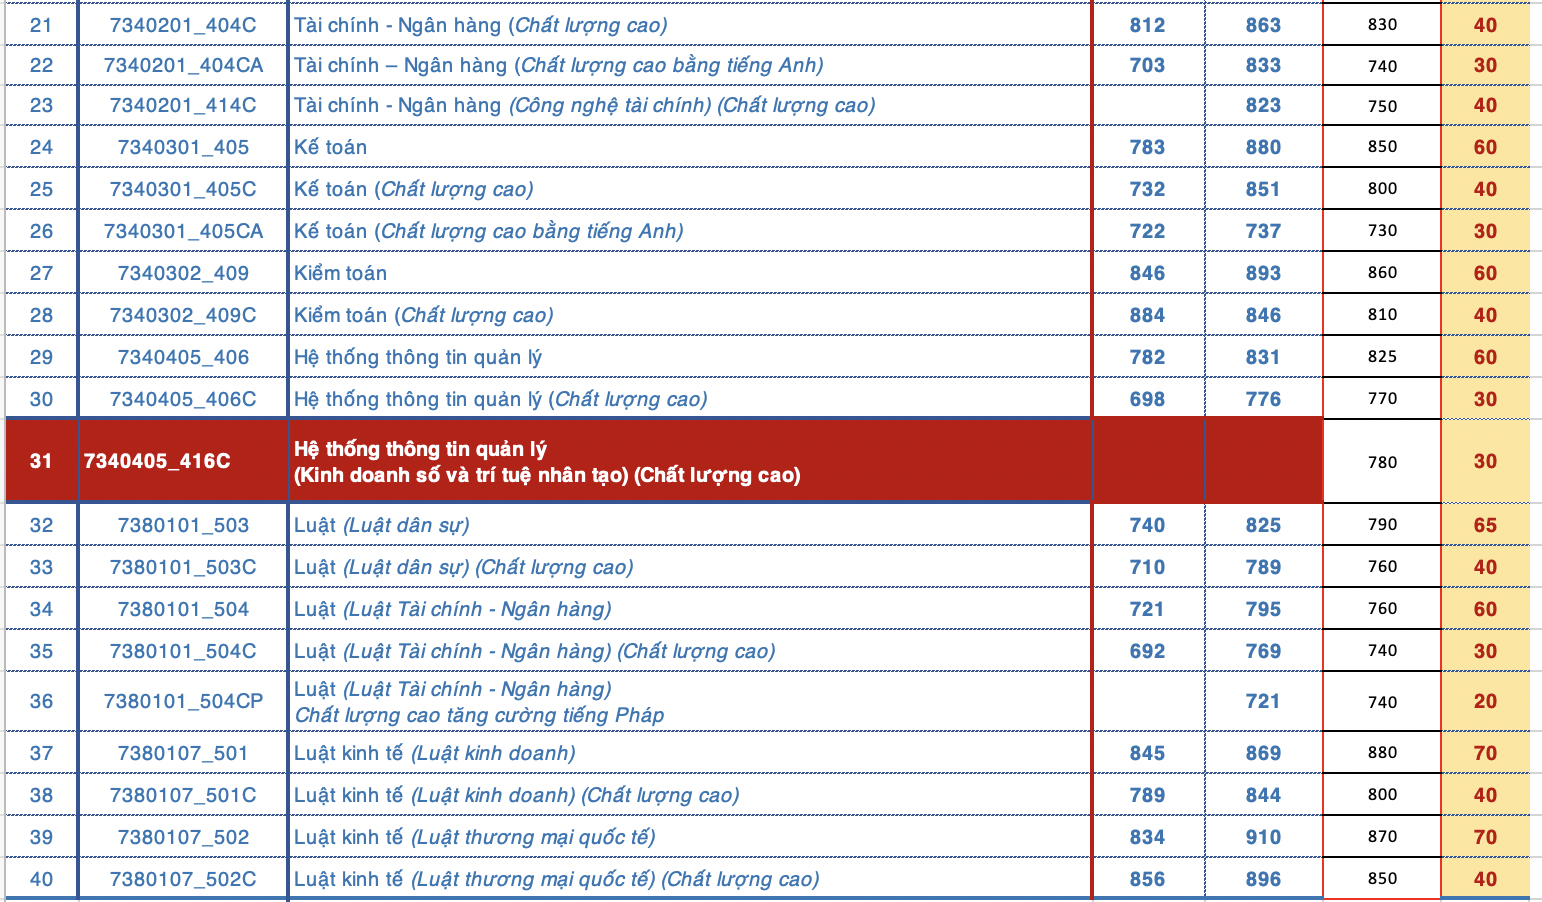 21 7340201_404C Tài chính - Ngân hàng (Chất lượng cao) 812 863 830 40
22 7340201_404CA Tài chính – Ngân hàng (Chất lượng cao bằng tiếng Anh) 703 833 740 30
23 7340201_414C Tài chính - Ngân hàng (Công nghệ tài chính) (Chất lượng cao) 823 750 40
24 7340301_405 Kế toán 783 880 850 60
25 7340301_405C Kế toán (Chất lượng cao) 732 851 800 40
26 7340301_405CA Kế toán (Chất lượng cao bằng tiếng Anh) 722 737 730 30
27 7340302_409 Kiểm toán 846 893 860 60
28 7340302_409C Kiểm toán (Chất lượng cao) 884 846 810 40
29 7340405_406 Hệ thống thông tin quản lý 782 831 825 60
30 7340405_406C Hệ thống thông tin quản lý (Chất lượng cao) 698 776 770 30
31 7340405_416C Hệ thống thông tin quản lý
(Kinh doanh số và trí tuệ nhân tạo) (Chất lượng cao) 780 30
32 7380101_503 Luật (Luật dân sự) 740 825 790 65
33 7380101_503C Luật (Luật dân sự) (Chất lượng cao) 710 789 760 40
34 7380101_504 Luật (Luật Tài chính - Ngân hàng) 721 795 760 60
35 7380101_504C Luật (Luật Tài chính - Ngân hàng) (Chất lượng cao) 692 769 740 30
36 7380101_504CP Luật (Luật Tài chính - Ngân hàng)
Chất lượng cao tăng cường tiếng Pháp 721 740 20
37 7380107_501 Luật kinh tế (Luật kinh doanh) 845 869 880 70
38 7380107_501C Luật kinh tế (Luật kinh doanh) (Chất lượng cao) 789 844 800 40
39 7380107_502 Luật kinh tế (Luật thương mại quốc tế) 834 910 870 70
40 7380107_502C Luật kinh tế (Luật thương mại quốc tế) (Chất lượng cao) 856 896 850 40